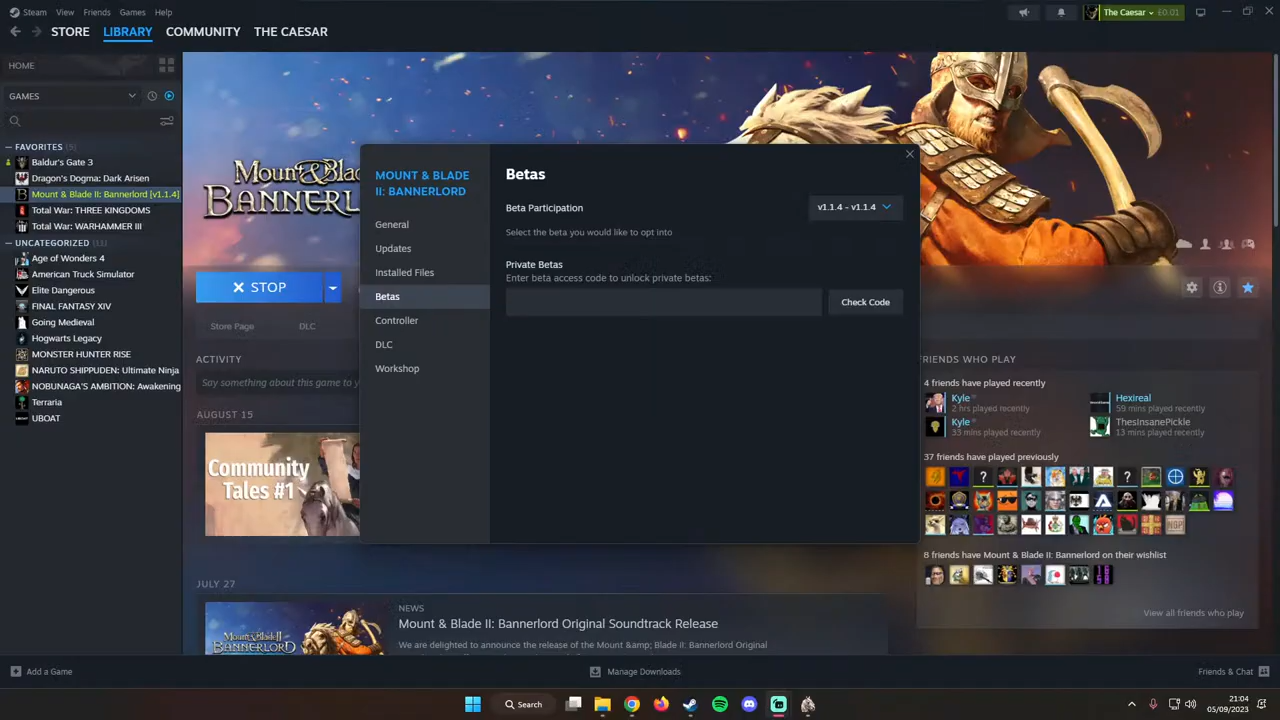 Steam View Friends Games Help
The Caesar £0.01
STORE LIBRARY COMMUNITY THE CAESAR
HOME
GAMES
FAVORITES (5)
Baldur's Gate 3
Dragon's Dogma: Dark Arisen
Mount & Blade II: Bannerlord [v1.1.4]
Total War: THREE KINGDOMS
Total War: WARHAMMER III
UNCATEGORIZED (11)
Age of Wonders 4
American Truck Simulator
Elite Dangerous
FINAL FANTASY XIV
Going Medieval
Hogwarts Legacy
MONSTER HUNTER RISE
NARUTO SHIPPUDEN: Ultimate Ninja
NOBUNAGA'S AMBITION: Awakening
Terraria
UBOAT
Add a Game
STOP
Store Page DLC
ACTIVITY
Say something about this game to y
AUGUST 15
Community
Tales #1
JULY 27
NEWS
Mount & Blade II: Bannerlord Original Soundtrack Release
We are delighted to announce the release of the Mount &amp; Blade II: Bannerlord Original
MOUNT & BLADE
II: BANNERLORD
General
Updates
Installed Files
Betas
Controller
DLC
Workshop
Betas
Beta Participation
v1.1.4 - v1.1.4
Select the beta you would like to opt into
Private Betas
Enter beta access code to unlock private betas:
Check Code
RIENDS WHO PLAY
4 friends have played recently
Kyle
2 hrs played recently
Hexireal
59 mins played recently
Kyle
33 mins played recently
ThesInsanePickle
13 mins played recently
37 friends have played previously
8 friends have Mount & Blade II: Bannerlord on their wishlist
View all friends who play
Manage Downloads
Friends & Chat
Search
21:04
05/09/2023